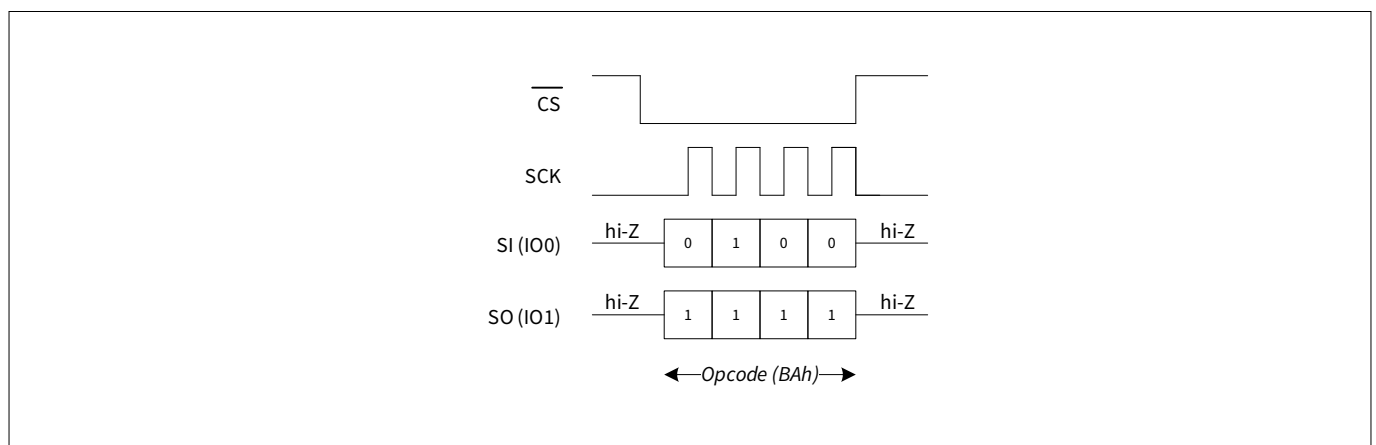 CS
SCK
hi-Z 0 1 0 0 hi-Z
SI (IO0)
hi-Z 1 1 1 1 hi-Z
SO (IO1)
Opcode (BAh)